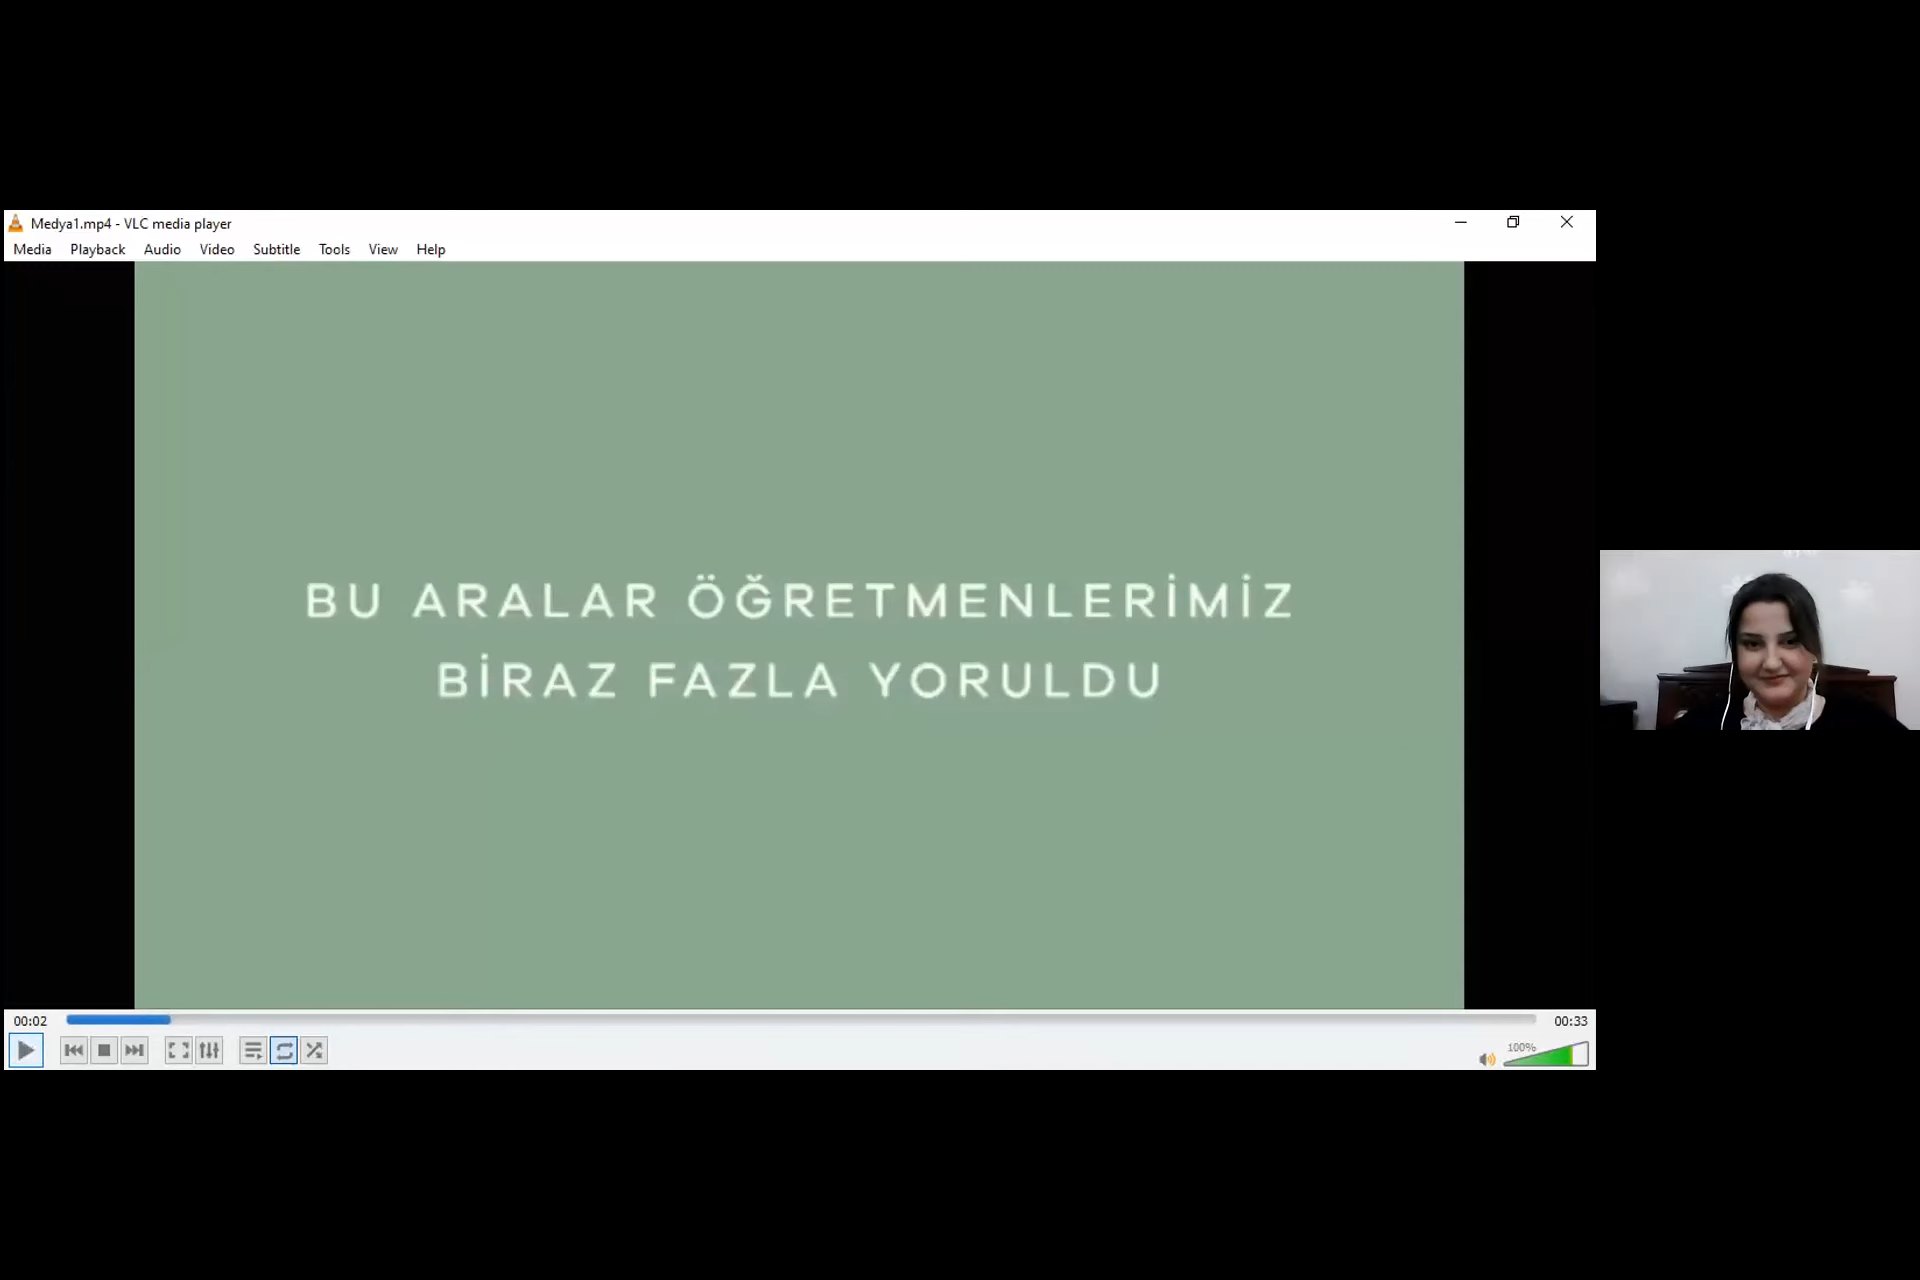 Medya1.mp4 - VLC media player
Media Playback Audio Video Subtitle Tools View Help
BU ARALAR ÖĞRETMENLERİMİZ
BİRAZ FAZLA YORULDU
00:02
00:33
100%